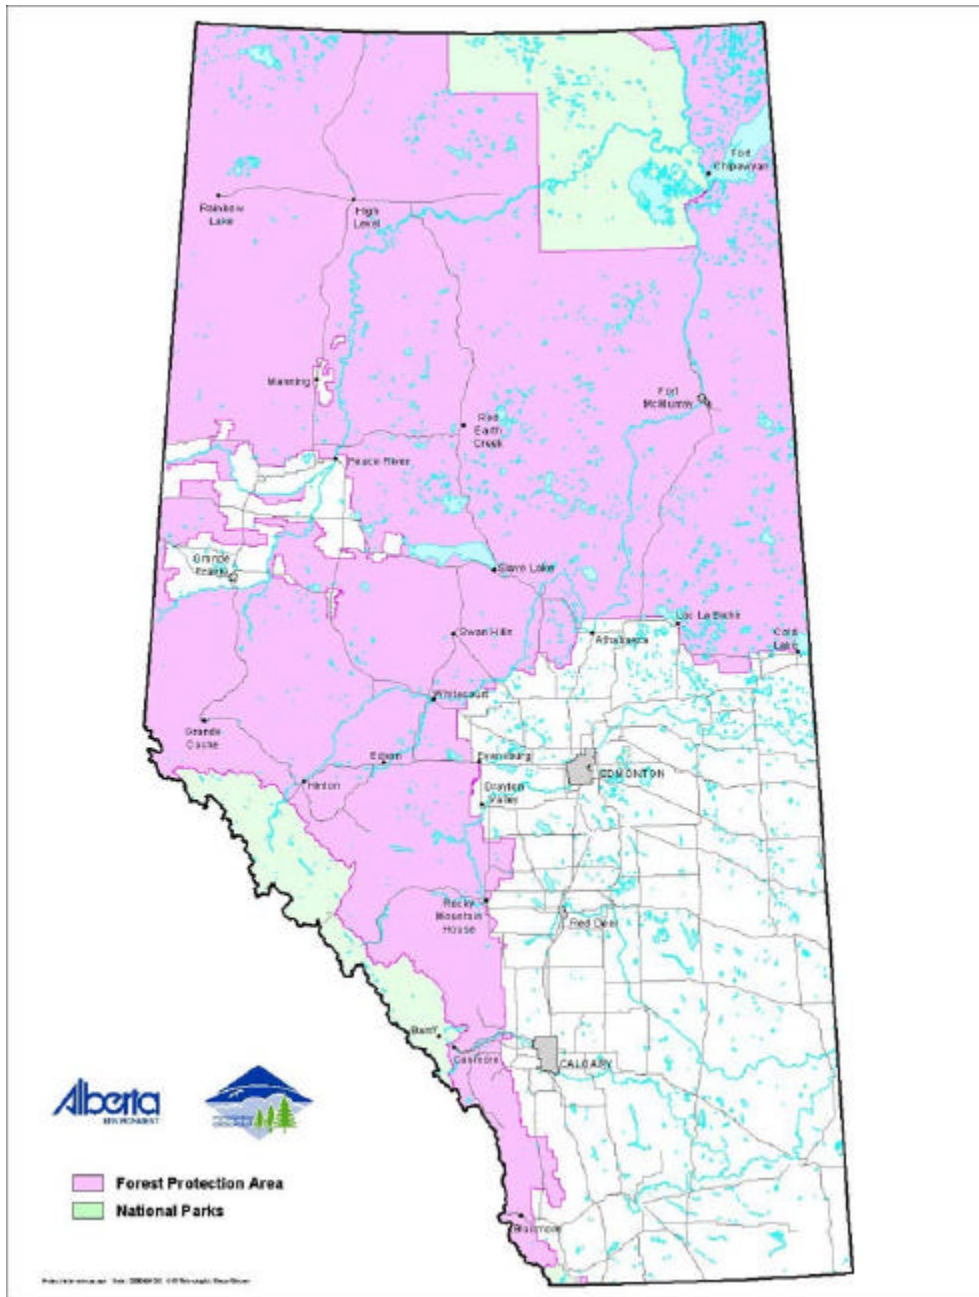 Fort
Chipewyan
Rainbow
Lake
High
Level
Manning
Fort
McMurray
Red
Earth
Creek
Peace River
Grande
Prairie
Slave Lake
Lac La Biche
Swan Hills
Athabasca
Cold
Lake
Whitecourt
Grande
Cache
Edson
Evansburg
EDMONTON
Hinton
Drayton
Valley
Rocky
Mountain
House
Red Deer
Banff
Canmore
CALGARY
Alberta
ENVIRONMENT
Forest Protection Area
National Parks
Blairmore